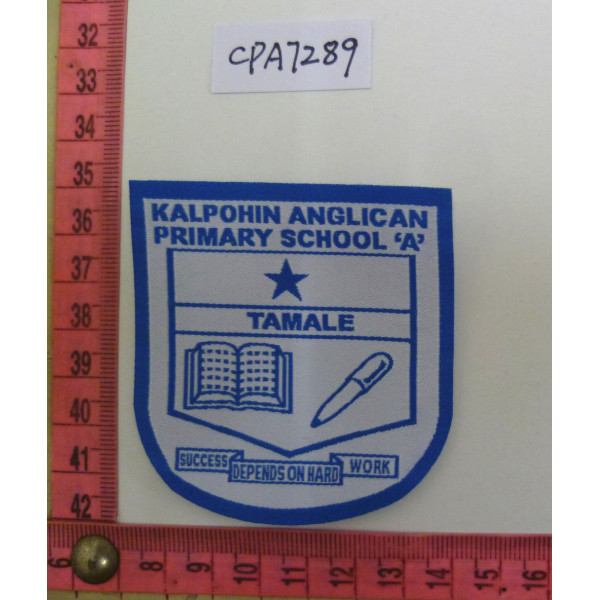 CPA7289
KALPOHIN ANGLICAN
PRIMARY SCHOOL 'A'
TAMALE
SUCCESS DEPENDS ON HARD WORK
32
33
34
35
36
37
38
39
40
41
42
6 8 9 10 11 12 13 14 15 16